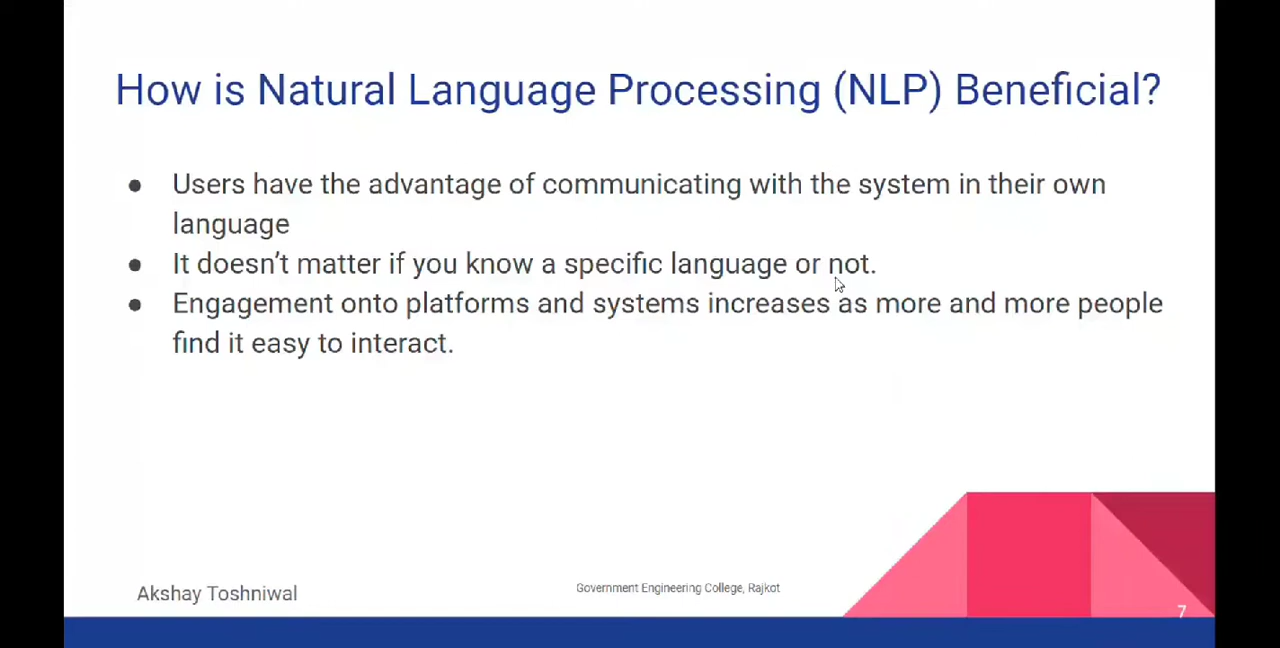 How is Natural Language Processing (NLP) Beneficial?
● Users have the advantage of communicating with the system in their own
language
● It doesn’t matter if you know a specific language or not.
● Engagement onto platforms and systems increases as more and more people
find it easy to interact.
Akshay Toshniwal
Government Engineering College, Rajkot
7